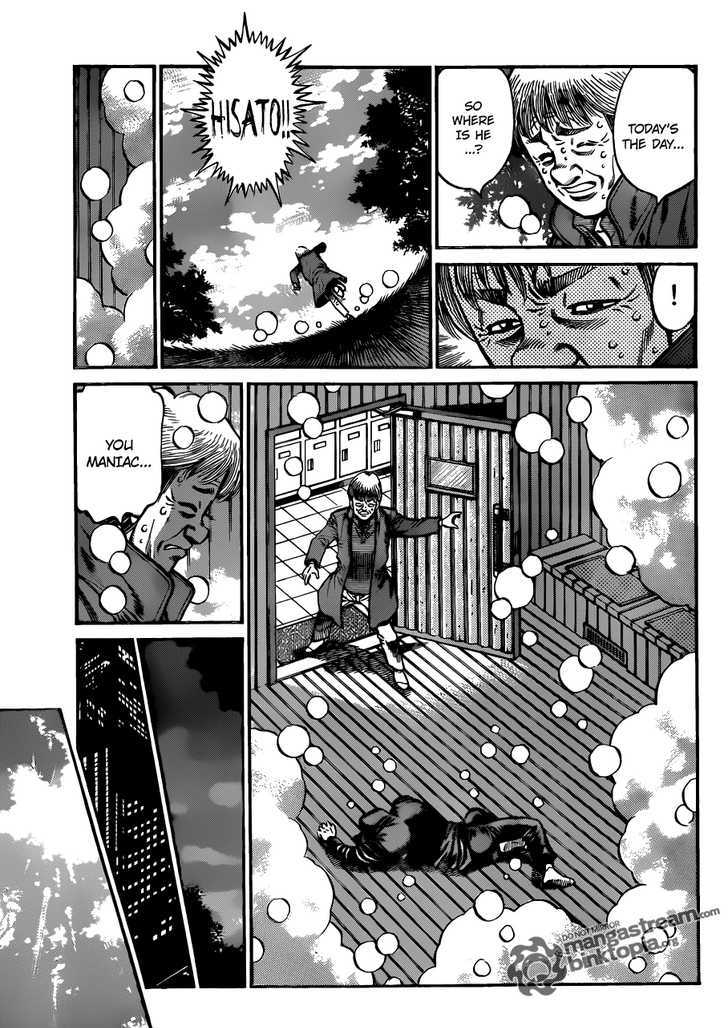 TODAY'S
THE DAY...
SO
WHERE
IS HE
...?
!
HISATO!!
YOU
MANIAC...
DO NOT MIRROR
mangastream.com
binktopia.org